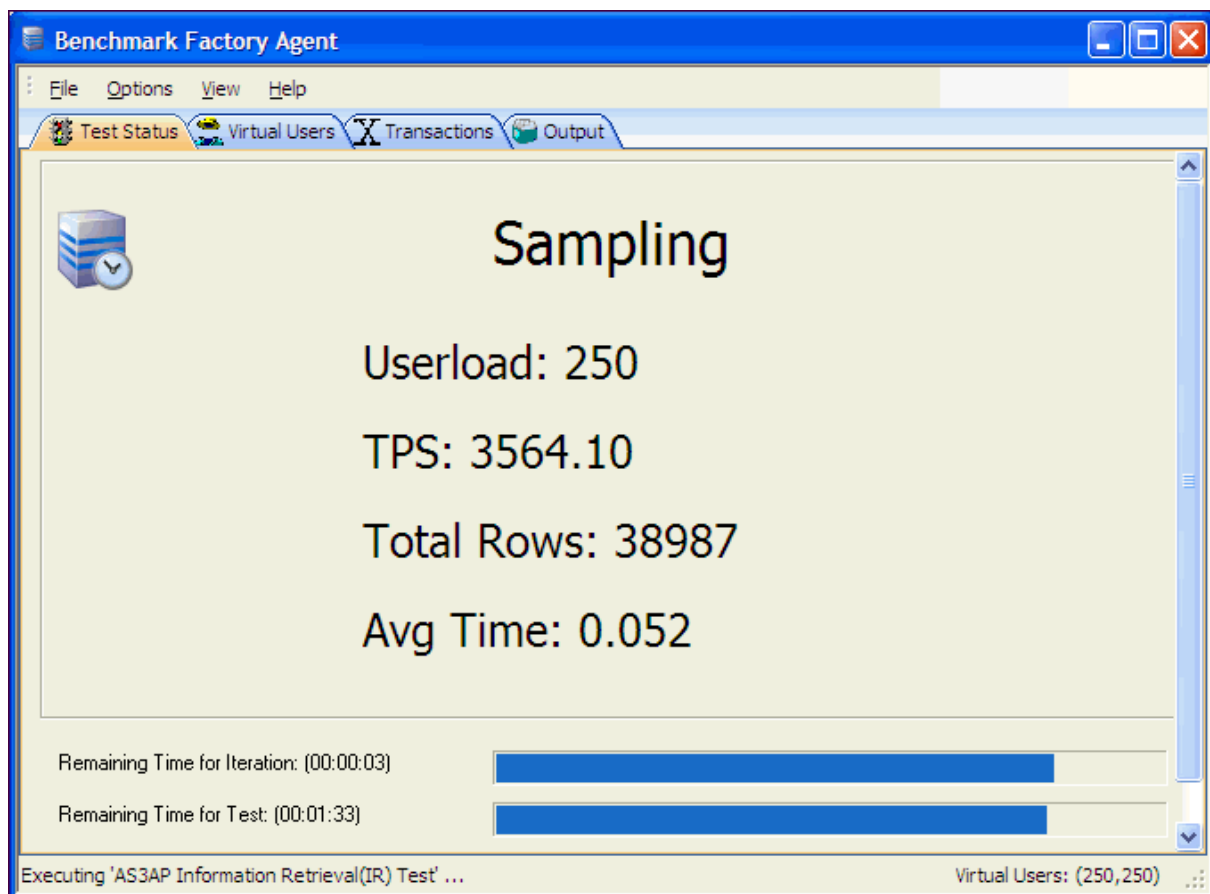 Benchmark Factory Agent
File Options View Help
Test Status Virtual Users Transactions Output
Sampling
Userload: 250
TPS: 3564.10
Total Rows: 38987
Avg Time: 0.052
Remaining Time for Iteration: (00:00:03)
Remaining Time for Test: (00:01:33)
Executing 'AS3AP Information Retrieval(IR) Test' ... Virtual Users: (250,250)